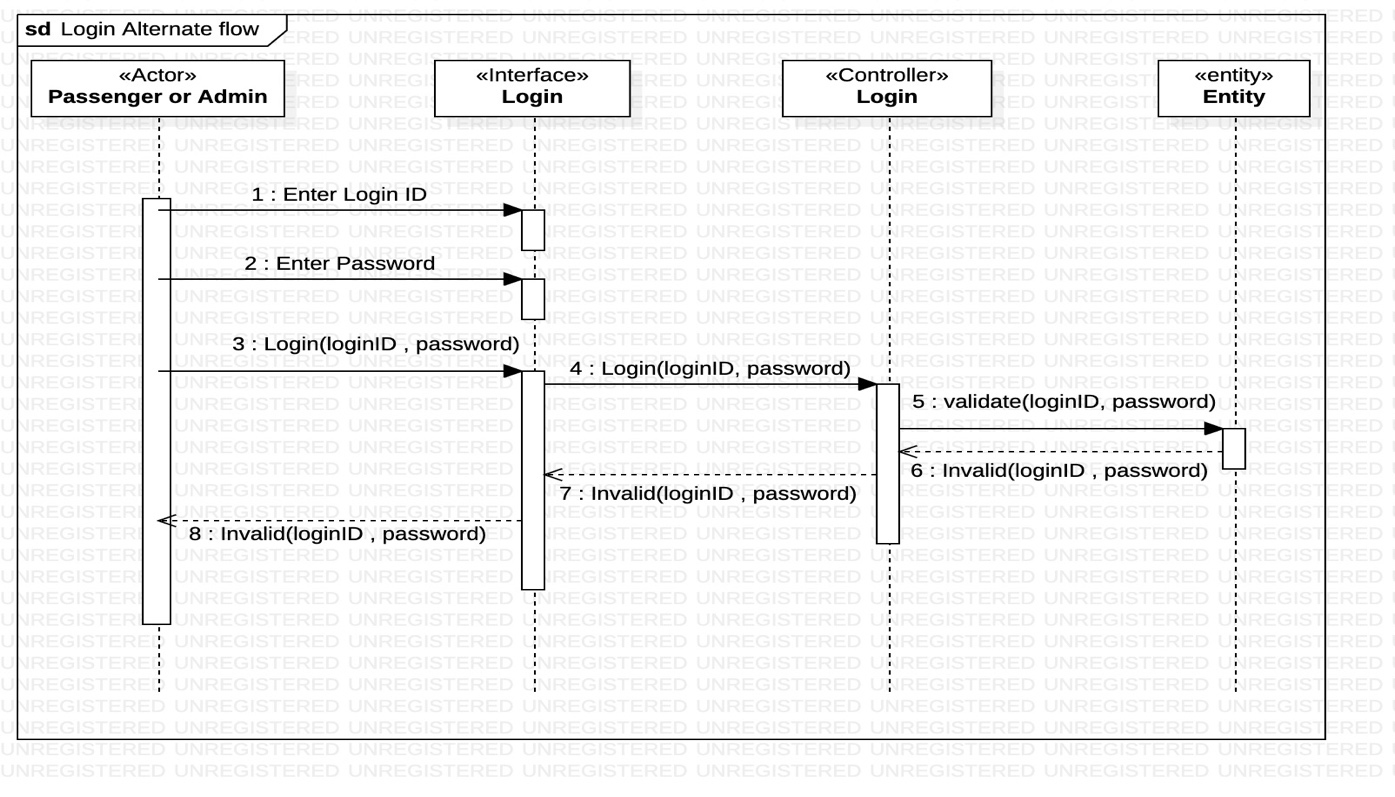 sd Login Alternate flow
«Actor»
Passenger or Admin
«Interface»
Login
«Controller»
Login
«entity»
Entity
1 : Enter Login ID
2 : Enter Password
3 : Login(loginID , password)
4 : Login(loginID, password)
5 : validate(loginID, password)
6 : Invalid(loginID , password)
7 : Invalid(loginID , password)
8 : Invalid(loginID , password)
UNREGISTERED